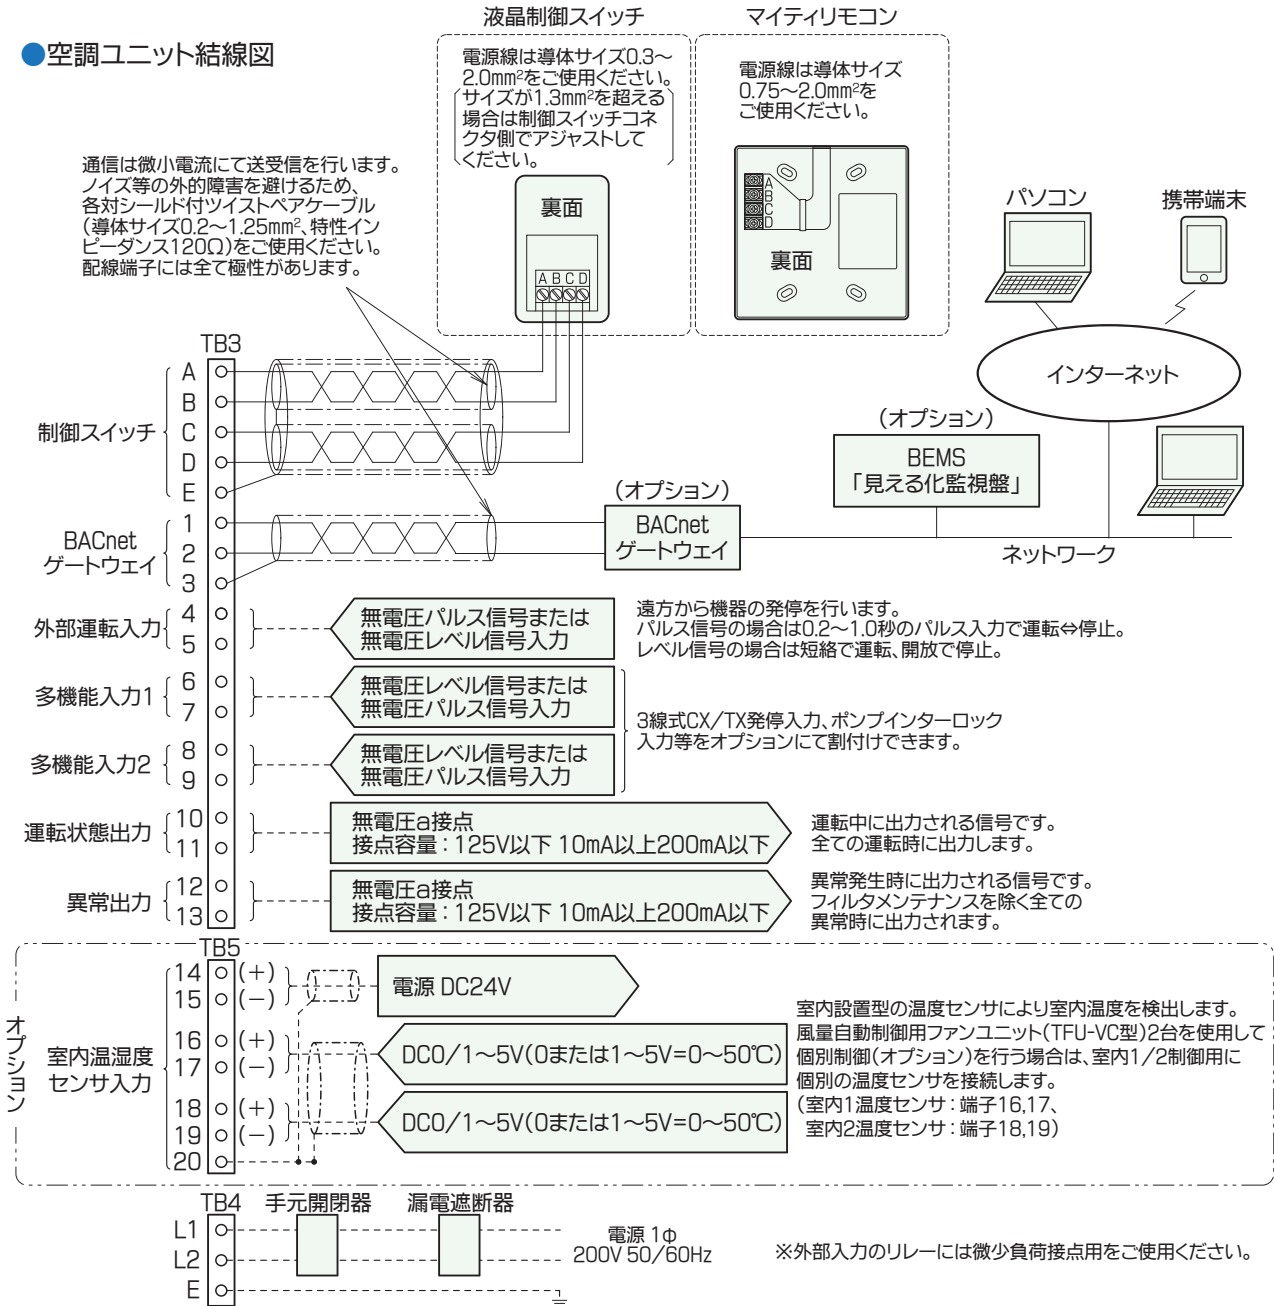 ●空調ユニット結線図
液晶制御スイッチ
電源線は導体サイズ0.3～
2.0mm²をご使用ください。
サイズが1.3mm²を超える
場合は制御スイッチコネ
クタ側でアジャストして
ください。
裏面
A B C D
マイティリモコン
電源線は導体サイズ
0.75～2.0mm²を
ご使用ください。
A
B
C
D
裏面
通信は微小電流にて送受信を行います。
ノイズ等の外的障害を避けるため、
各対シールド付ツイストペアケーブル
（導体サイズ0.2～1.25mm²、特性イン
ピーダンス120Ω）をご使用ください。
配線端子には全て極性があります。
パソコン
携帯端末
インターネット
（オプション）
BEMS
「見える化監視盤」
（オプション）
BACnet
ゲートウェイ
ネットワーク
TB3
制御スイッチ
A
B
C
D
E
BACnet
ゲートウェイ
1
2
3
外部運転入力
4
5
無電圧パルス信号または
無電圧レベル信号入力
遠方から機器の発停を行います。
パルス信号の場合は0.2～1.0秒のパルス入力で運転⇔停止。
レベル信号の場合は短絡で運転、開放で停止。
多機能入力1
6
7
無電圧レベル信号または
無電圧パルス信号入力
多機能入力2
8
9
無電圧レベル信号または
無電圧パルス信号入力
3線式CX／TX発停入力、ポンプインターロック
入力等をオプションにて割付けできます。
運転状態出力
10
11
無電圧a接点
接点容量：125V以下 10mA以上200mA以下
運転中に出力される信号です。
全ての運転時に出力します。
異常出力
12
13
無電圧a接点
接点容量：125V以下 10mA以上200mA以下
異常発生時に出力される信号です。
フィルタメンテナンスを除く全ての
異常時に出力されます。
オプション
TB5
室内温湿度
センサ入力
14 (+)
15 (−)
16 (+)
17 (−)
18 (+)
19 (−)
20
電源 DC24V
DC0／1～5V（0または1～5V=0～50℃）
DC0／1～5V（0または1～5V=0～50℃）
室内設置型の温度センサにより室内温度を検出します。
風量自動制御用ファンユニット（TFU-VC型）2台を使用して
個別制御（オプション）を行う場合は、室内1／2制御用に
個別の温度センサを接続します。
（室内1温度センサ：端子16,17、
室内2温度センサ：端子18,19）
TB4
手元開閉器
漏電遮断器
L1
L2
E
電源 1φ
200V 50／60Hz
※外部入力のリレーには微少負荷接点用をご使用ください。